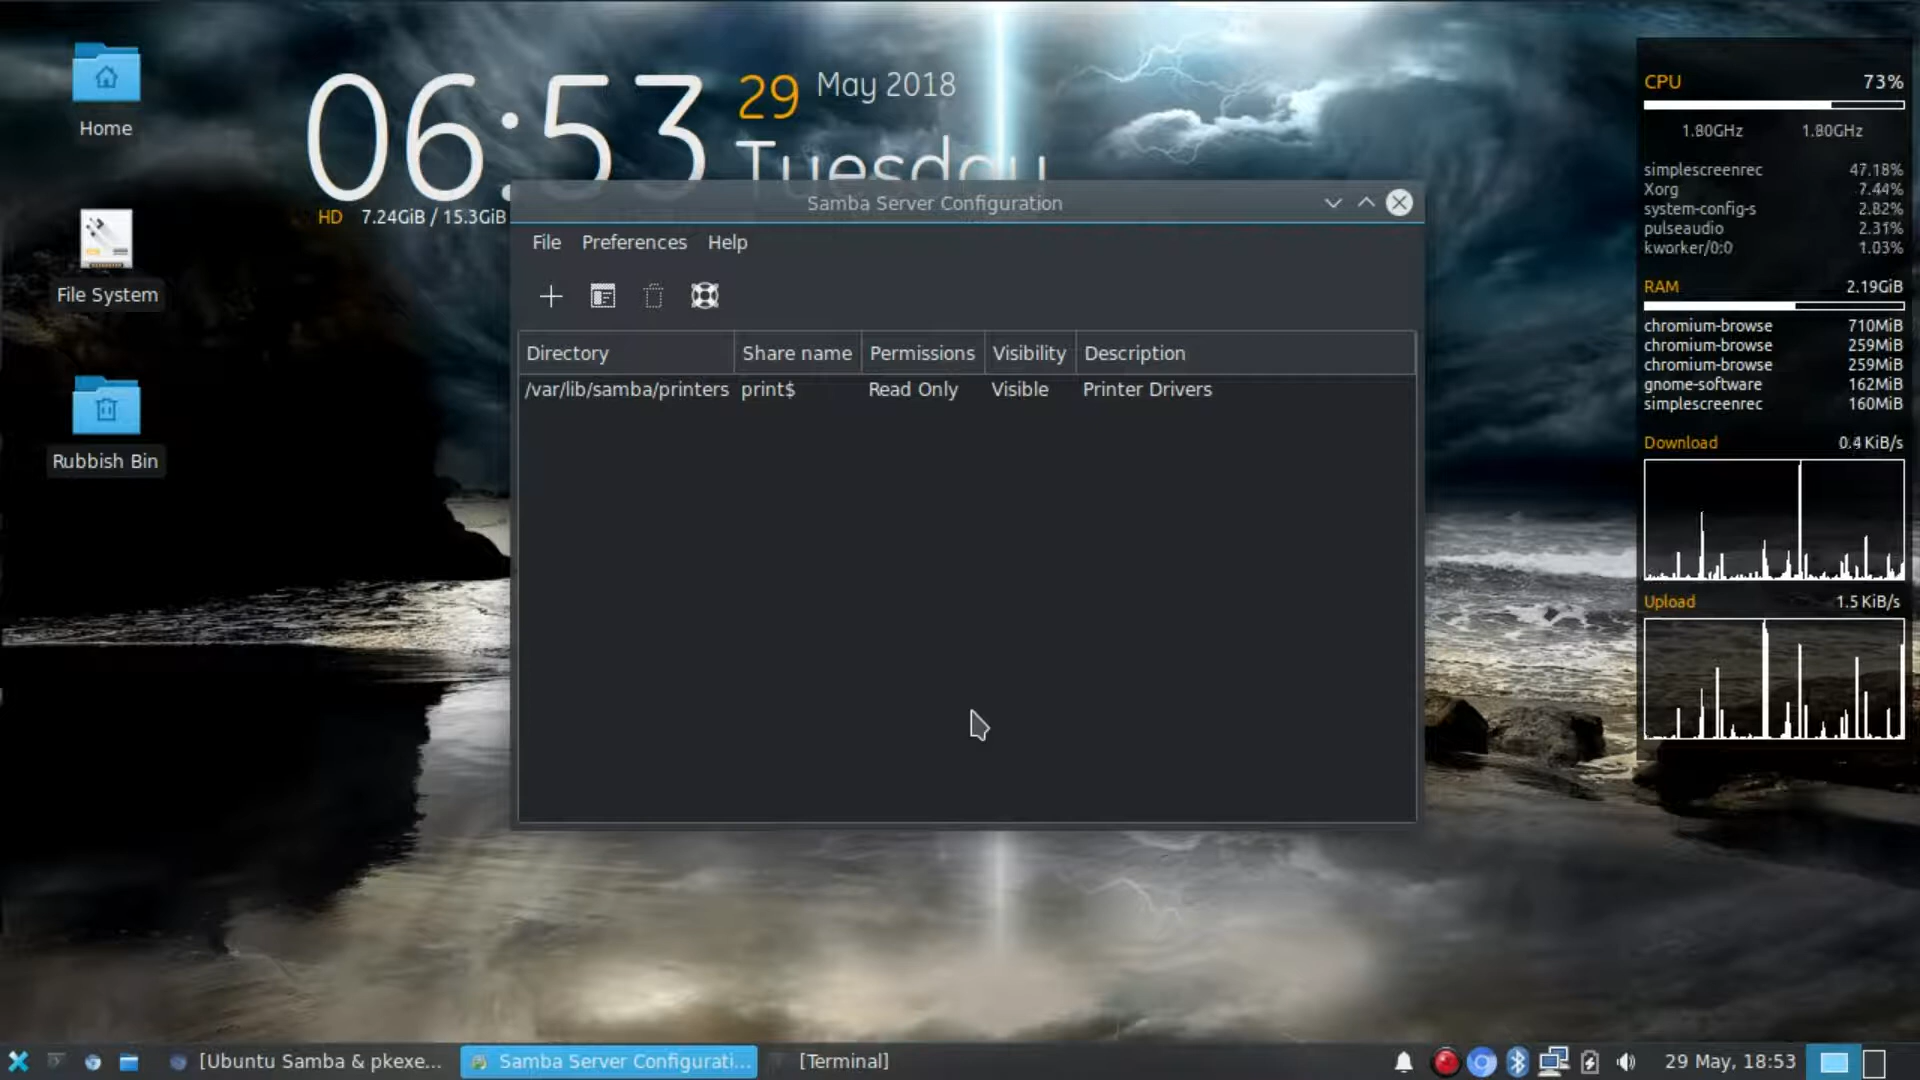 Home
File System
Rubbish Bin
06:53
29
May 2018
Tuesday
HD 7.24GiB / 15.3GiB
Samba Server Configuration
File Preferences Help
Directory Share name Permissions Visibility Description
/var/lib/samba/printers print$ Read Only Visible Printer Drivers
CPU 73%
1.80GHz 1.80GHz
simplescreenrec 47.18%
Xorg 7.44%
system-config-s 2.82%
pulseaudio 2.31%
kworker/0:0 1.03%
RAM 2.19GiB
chromium-browse 710MiB
chromium-browse 259MiB
chromium-browse 259MiB
gnome-software 162MiB
simplescreenrec 160MiB
Download 0.4 KiB/s
Upload 1.5 KiB/s
[Ubuntu Samba & pkexe... Samba Server Configurati... [Terminal]
29 May, 18:53